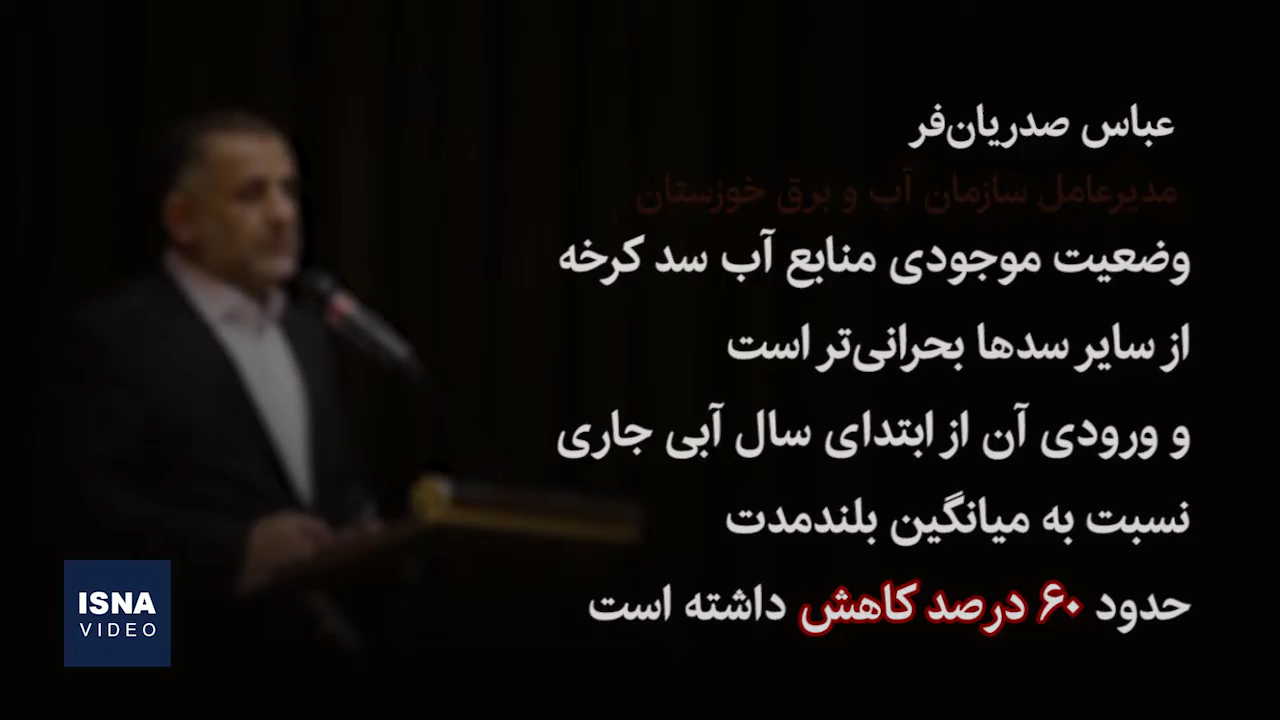 عباس صدریان‌فر
مدیرعامل سازمان آب و برق خوزستان
وضعیت موجودی منابع آب سد کرخه
از سایر سدها بحرانی‌تر است
و ورودی آن از ابتدای سال آبی جاری
نسبت به میانگین بلندمدت
حدود ۶۰ درصد کاهش داشته است
ISNA
VIDEO